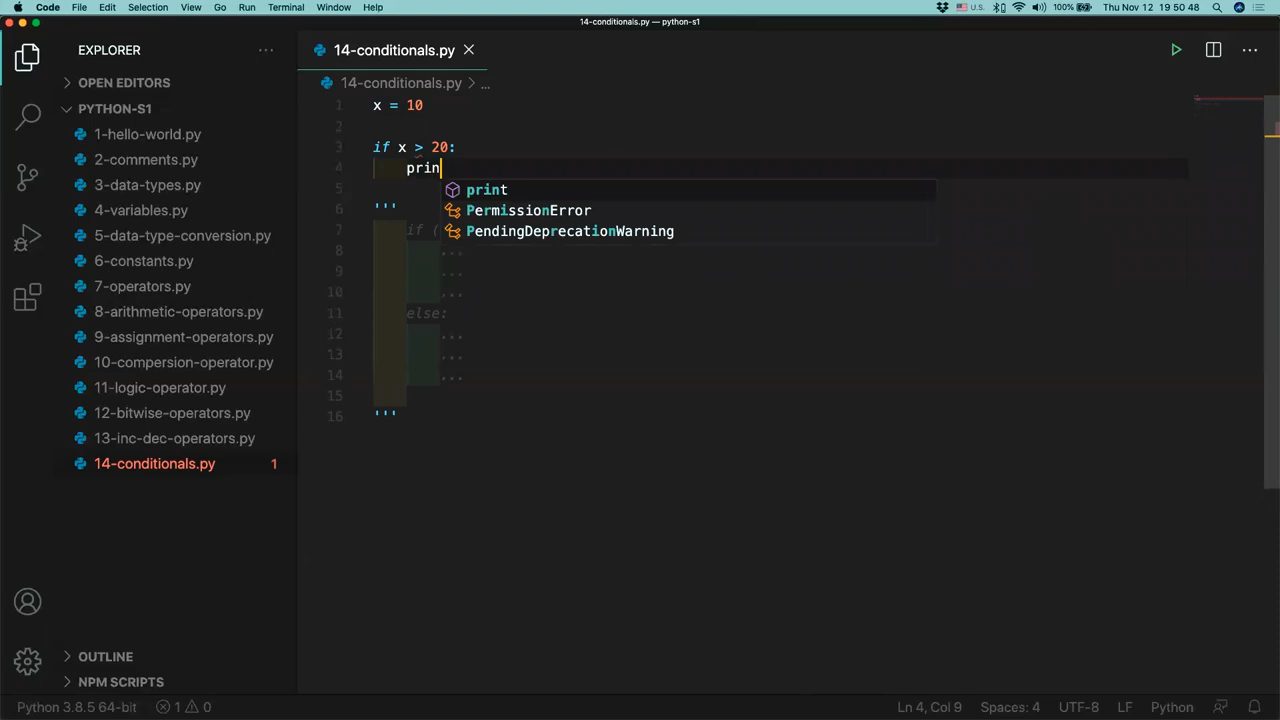 Code File Edit Selection View Go Run Terminal Window Help U.S. 100% Thu Nov 12 19 50 48
14-conditionals.py — python-s1
EXPLORER
OPEN EDITORS
PYTHON-S1
1-hello-world.py
2-comments.py
3-data-types.py
4-variables.py
5-data-type-conversion.py
6-constants.py
7-operators.py
8-arithmetic-operators.py
9-assignment-operators.py
10-compersion-operator.py
11-logic-operator.py
12-bitwise-operators.py
13-inc-dec-operators.py
14-conditionals.py 1
OUTLINE
NPM SCRIPTS
14-conditionals.py
14-conditionals.py > ...
1 x = 10
2
3 if x > 20:
4 prin
5 print
6 ''' PermissionError
7 if ( PendingDeprecationWarning
8 ...
9 ...
10 ...
11 else:
12 ...
13 ...
14 ...
15
16 '''
Python 3.8.5 64-bit 1 0 Ln 4, Col 9 Spaces: 4 UTF-8 LF Python